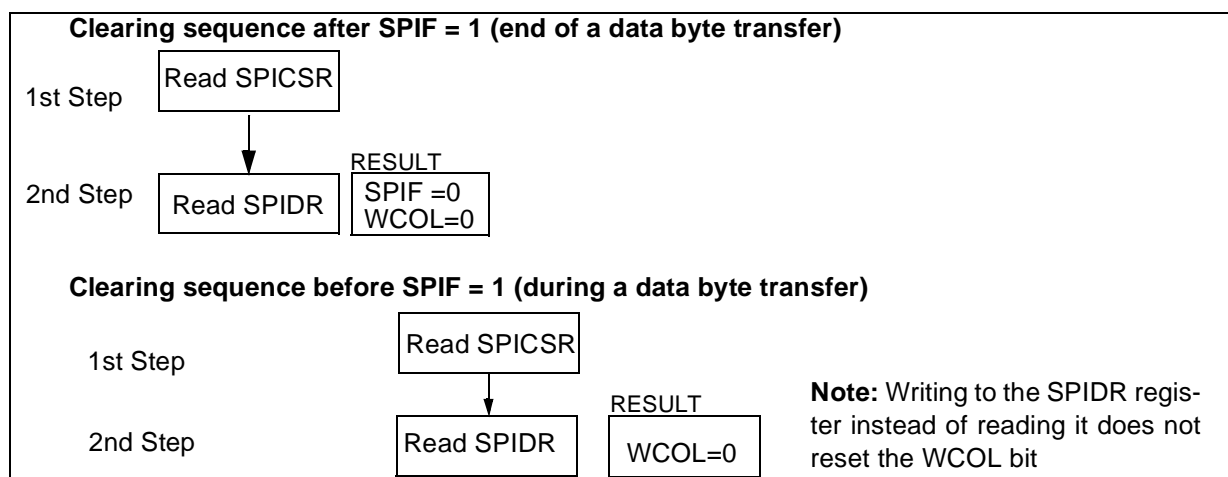 Clearing sequence after SPIF = 1 (end of a data byte transfer)
1st Step
Read SPICSR
2nd Step
Read SPIDR
RESULT
SPIF =0
WCOL=0
Clearing sequence before SPIF = 1 (during a data byte transfer)
1st Step
Read SPICSR
2nd Step
Read SPIDR
RESULT
WCOL=0
Note: Writing to the SPIDR regis-
ter instead of reading it does not
reset the WCOL bit